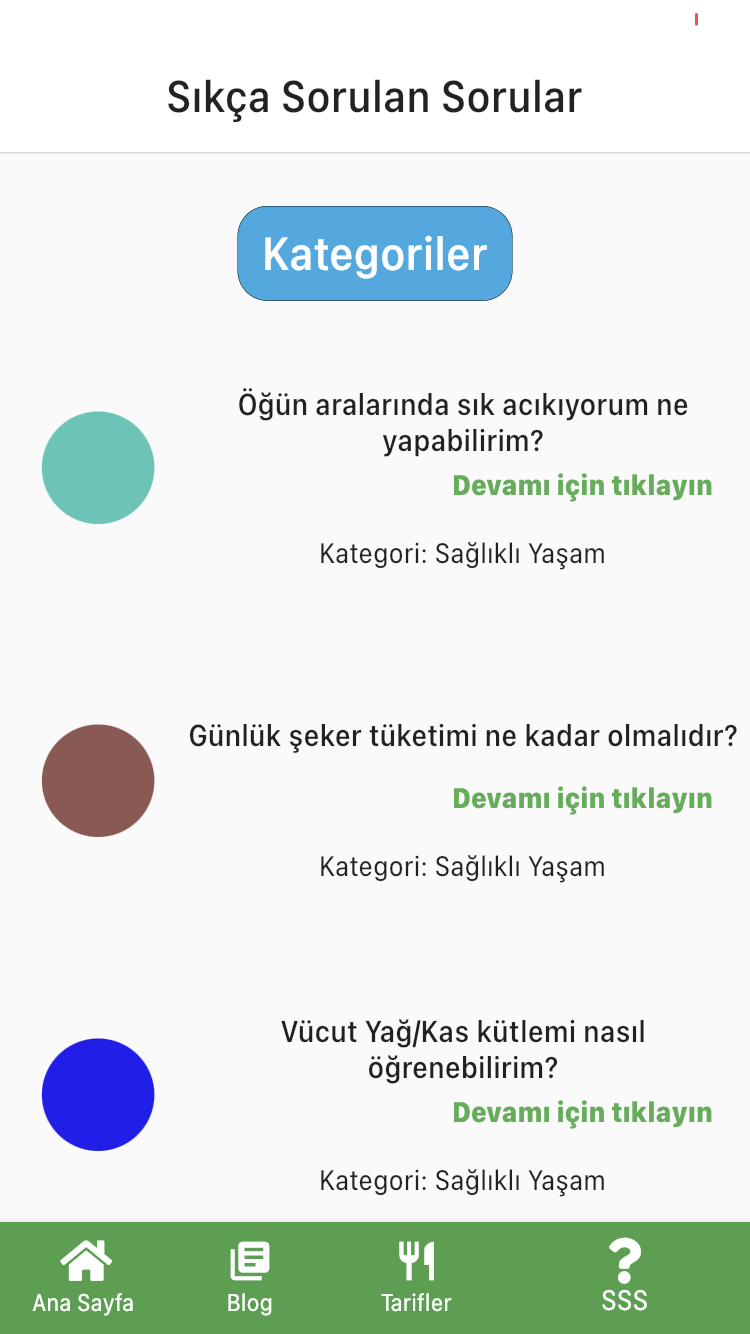 Sıkça Sorulan Sorular
Kategoriler
Öğün aralarında sık acıkıyorum ne
yapabilirim?
Devamı için tıklayın
Kategori: Sağlıklı Yaşam
Günlük şeker tüketimi ne kadar olmalıdır?
Devamı için tıklayın
Kategori: Sağlıklı Yaşam
Vücut Yağ/Kas kütlemi nasıl
öğrenebilirim?
Devamı için tıklayın
Kategori: Sağlıklı Yaşam
Ana Sayfa
Blog
Tarifler
SSS